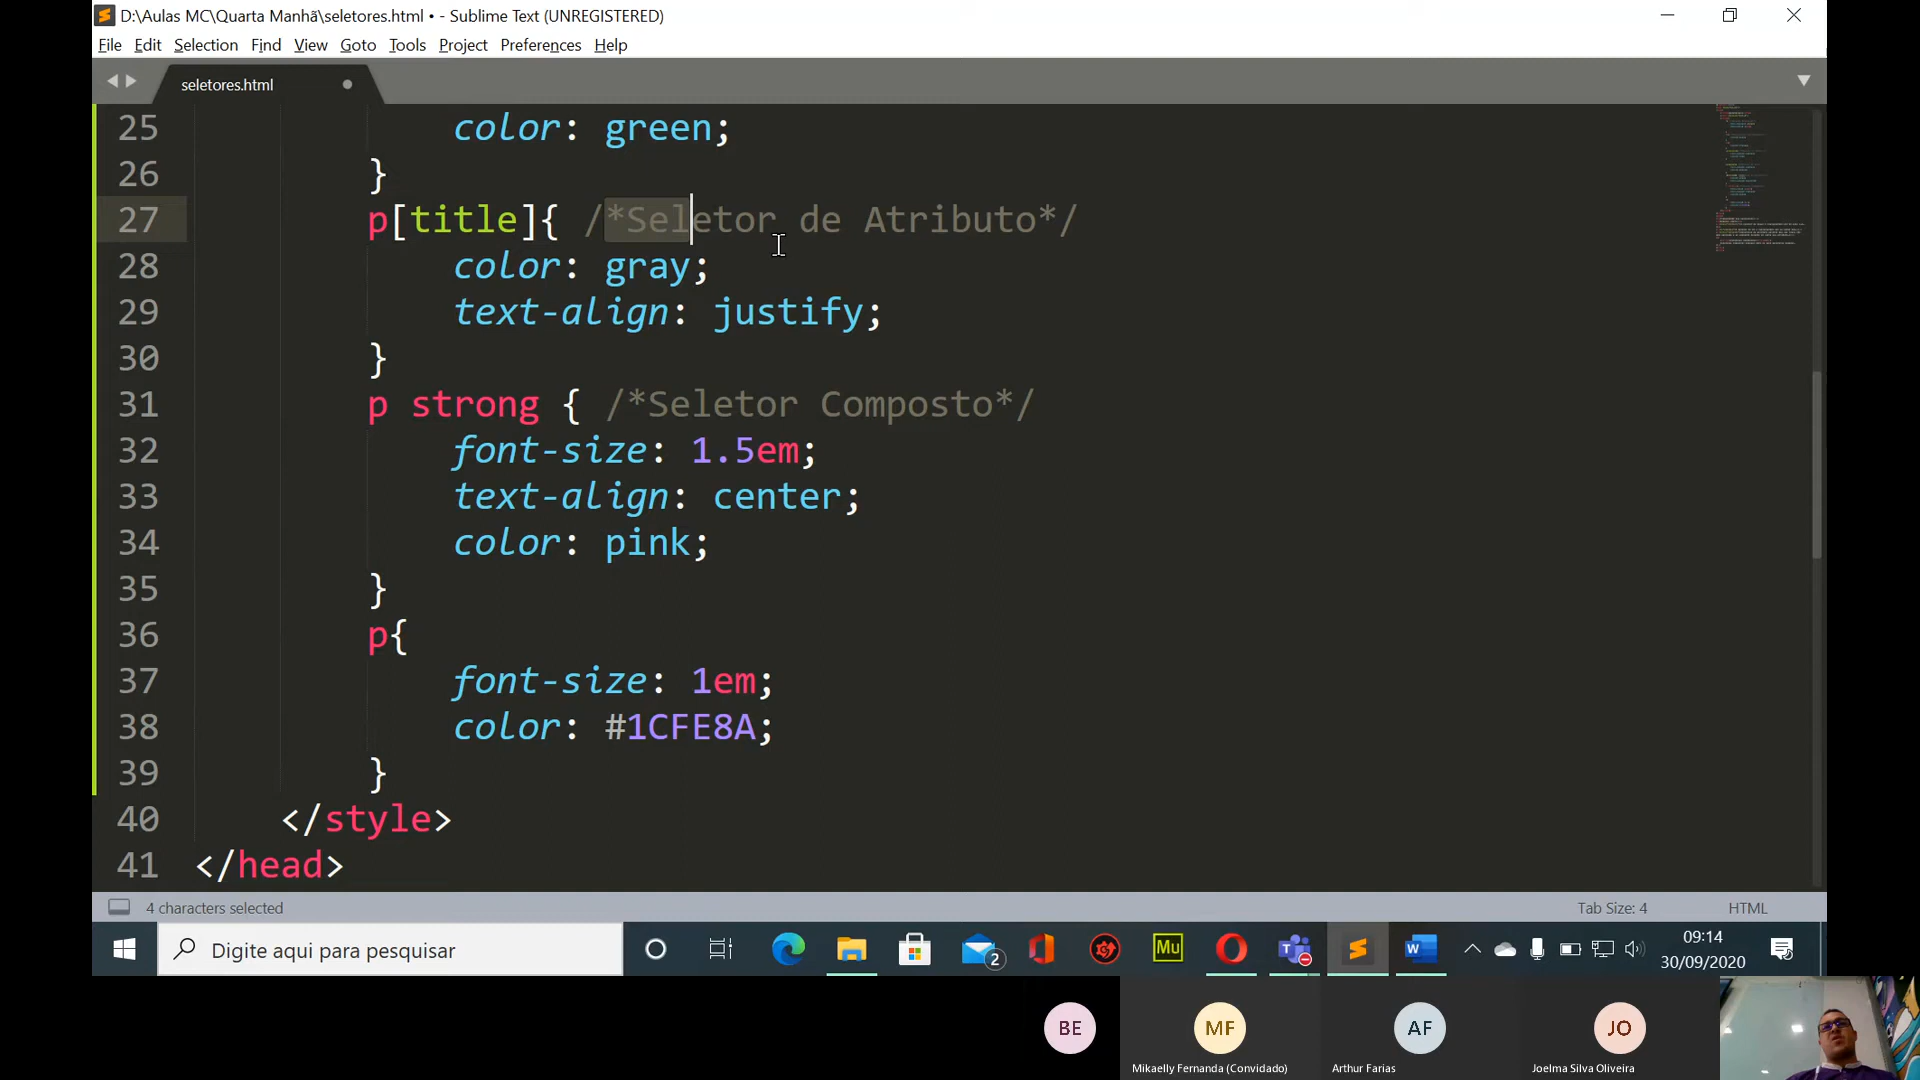 D:\Aulas MC\Quarta Manhã\seletores.html • - Sublime Text (UNREGISTERED)
File Edit Selection Find View Goto Tools Project Preferences Help
seletores.html
25 color: green;
26 }
27 p[title]{ /*Seletor de Atributo*/
28 color: gray;
29 text-align: justify;
30 }
31 p strong { /*Seletor Composto*/
32 font-size: 1.5em;
33 text-align: center;
34 color: pink;
35 }
36 p{
37 font-size: 1em;
38 color: #1CFE8A;
39 }
40 </style>
41 </head>
4 characters selected Tab Size: 4 HTML
Digite aqui para pesquisar
2
Mu
09:14
30/09/2020
BE MF AF JO
Mikaelly Fernanda (Convidado) Arthur Farias Joelma Silva Oliveira